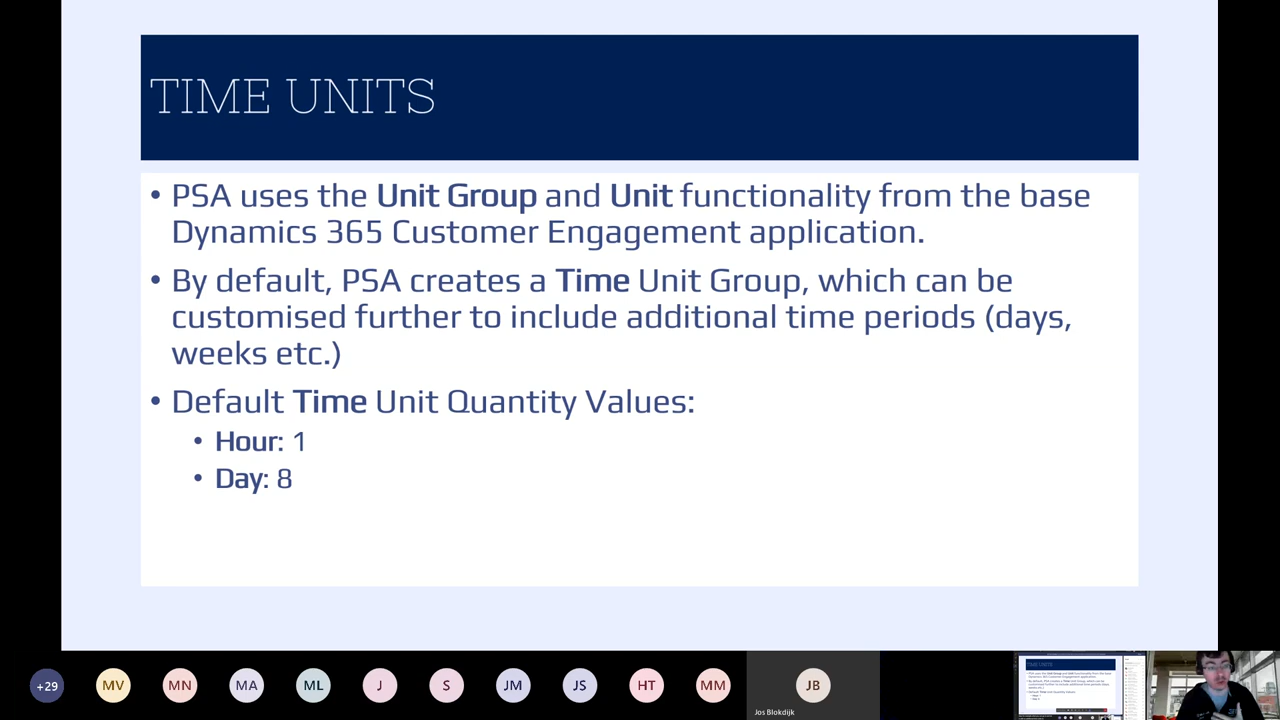 TIME UNITS
• PSA uses the Unit Group and Unit functionality from the base
Dynamics 365 Customer Engagement application.
• By default, PSA creates a Time Unit Group, which can be
customised further to include additional time periods (days,
weeks etc.)
• Default Time Unit Quantity Values:
• Hour: 1
• Day: 8
+29
MV
MN
MA
ML
S
JM
JS
HT
MM
JB
Jos Blokdijk